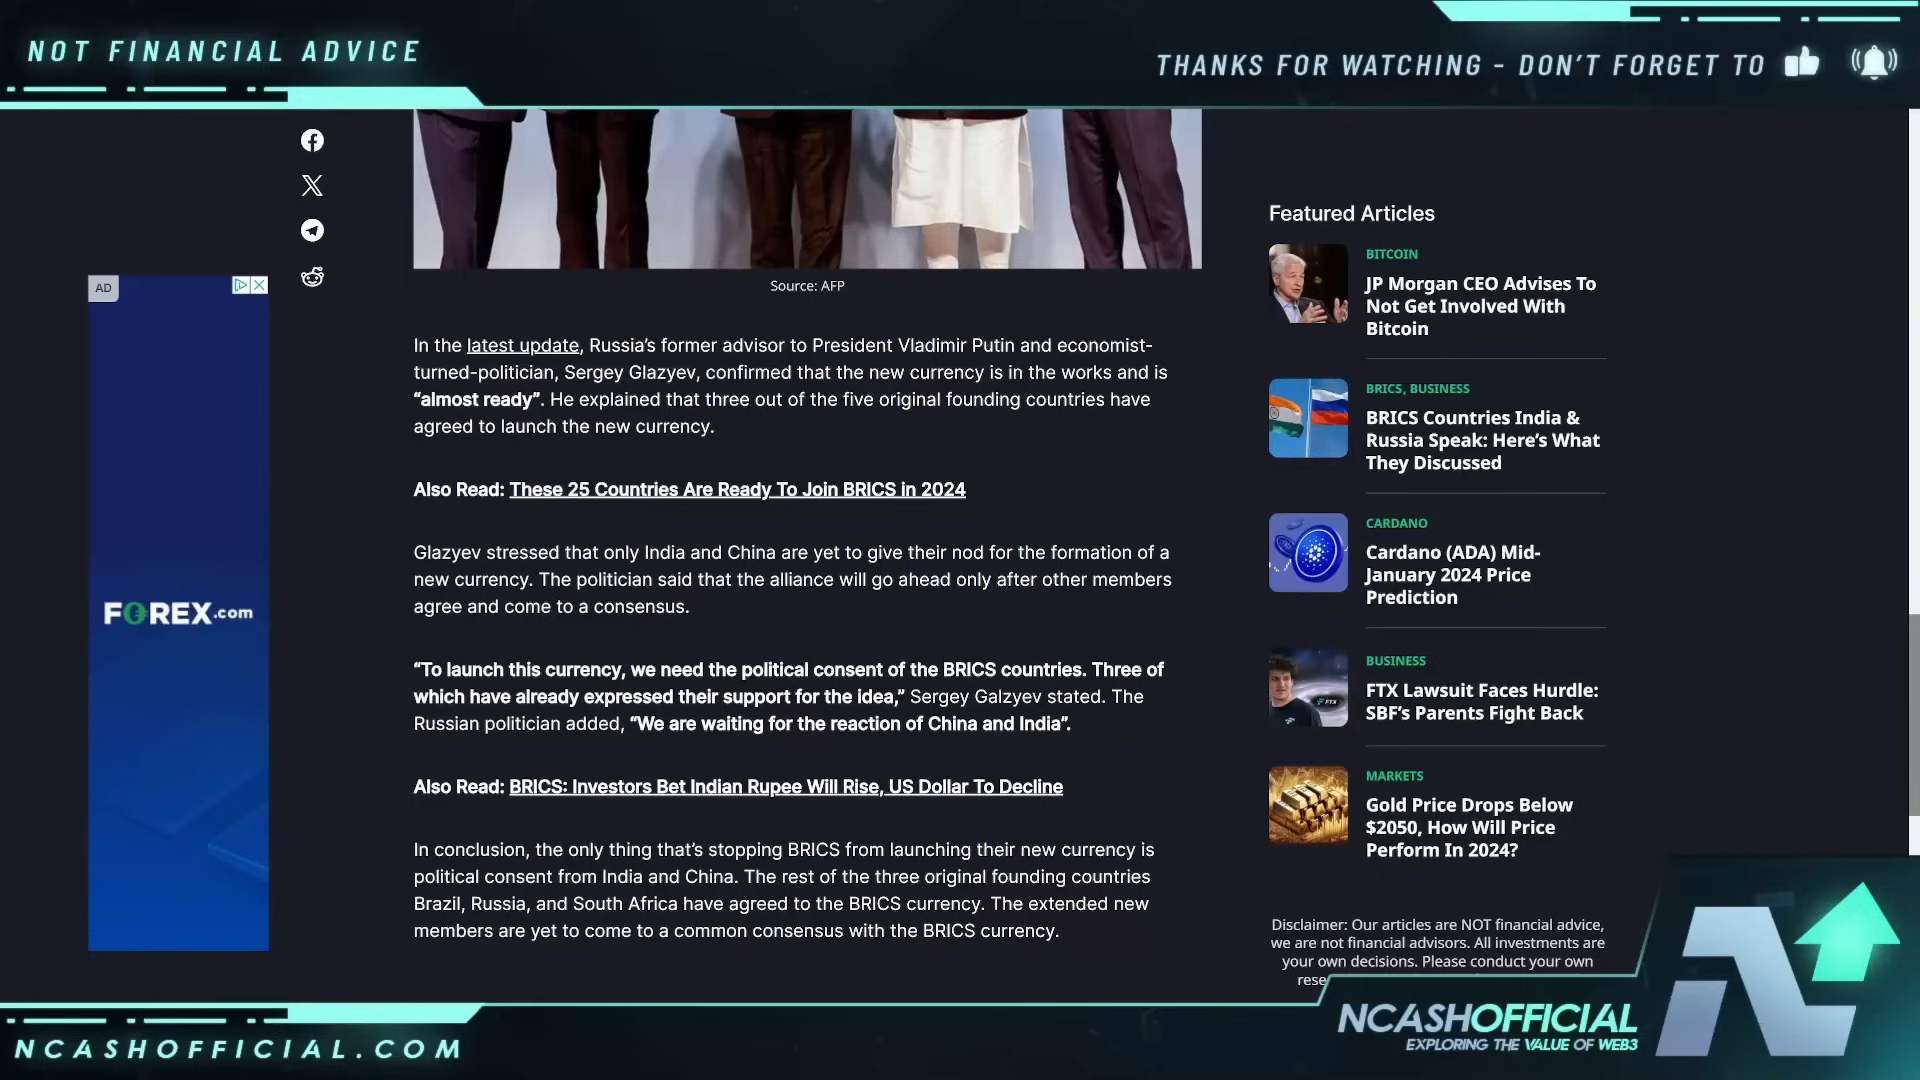 NOT FINANCIAL ADVICE
THANKS FOR WATCHING - DON'T FORGET TO
AD
FOREX.com
Source: AFP
In the latest update, Russia's former advisor to President Vladimir Putin and economist-
turned-politician, Sergey Glazyev, confirmed that the new currency is in the works and is
“almost ready”. He explained that three out of the five original founding countries have
agreed to launch the new currency.
Also Read: These 25 Countries Are Ready To Join BRICS in 2024
Glazyev stressed that only India and China are yet to give their nod for the formation of a
new currency. The politician said that the alliance will go ahead only after other members
agree and come to a consensus.
“To launch this currency, we need the political consent of the BRICS countries. Three of
which have already expressed their support for the idea,” Sergey Galzyev stated. The
Russian politician added, “We are waiting for the reaction of China and India”.
Also Read: BRICS: Investors Bet Indian Rupee Will Rise, US Dollar To Decline
In conclusion, the only thing that's stopping BRICS from launching their new currency is
political consent from India and China. The rest of the three original founding countries
Brazil, Russia, and South Africa have agreed to the BRICS currency. The extended new
members are yet to come to a common consensus with the BRICS currency.
Featured Articles
BITCOIN
JP Morgan CEO Advises To
Not Get Involved With
Bitcoin
BRICS, BUSINESS
BRICS Countries India &
Russia Speak: Here's What
They Discussed
CARDANO
Cardano (ADA) Mid-
January 2024 Price
Prediction
BUSINESS
FTX Lawsuit Faces Hurdle:
SBF's Parents Fight Back
FTX
MARKETS
Gold Price Drops Below
$2050, How Will Price
Perform In 2024?
Disclaimer: Our articles are NOT financial advice,
we are not financial advisors. All investments are
your own decisions. Please conduct your own
NCASHOFFICIAL
EXPLORING THE VALUE OF WEB3
NCASHOFFICIAL.COM